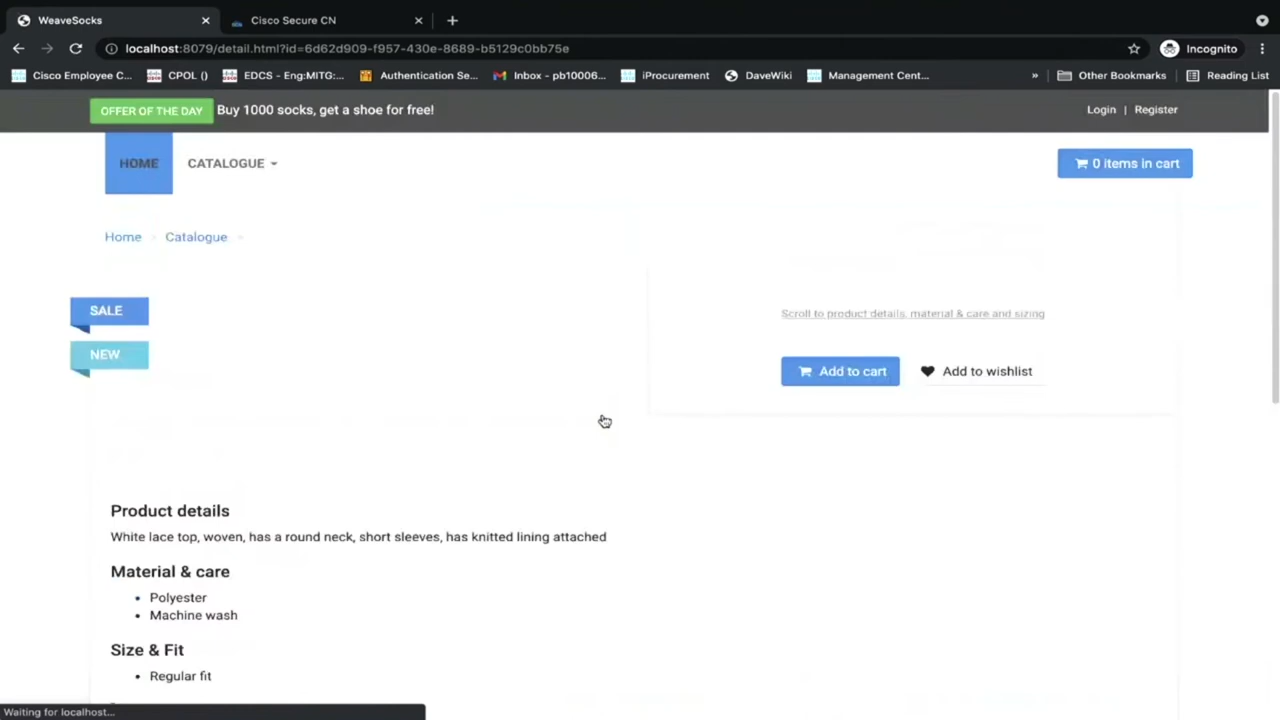 WeaveSocks
Cisco Secure CN
localhost:8079/detail.html?id=6d62d909-f957-430e-8689-b5129c0bb75e
Incognito
Cisco Employee C...
CPOL ()
EDCS - Eng:MITG:...
Authentication Se...
Inbox - pb10006...
iProcurement
DaveWiki
Management Cent...
»
Other Bookmarks
Reading List
OFFER OF THE DAY Buy 1000 socks, get a shoe for free!
Login | Register
HOME CATALOGUE
0 items in cart
Home Catalogue
SALE
NEW
Scroll to product details, material & care and sizing
Add to cart
Add to wishlist
Product details
White lace top, woven, has a round neck, short sleeves, has knitted lining attached
Material & care
• Polyester
• Machine wash
Size & Fit
• Regular fit
Waiting for localhost...